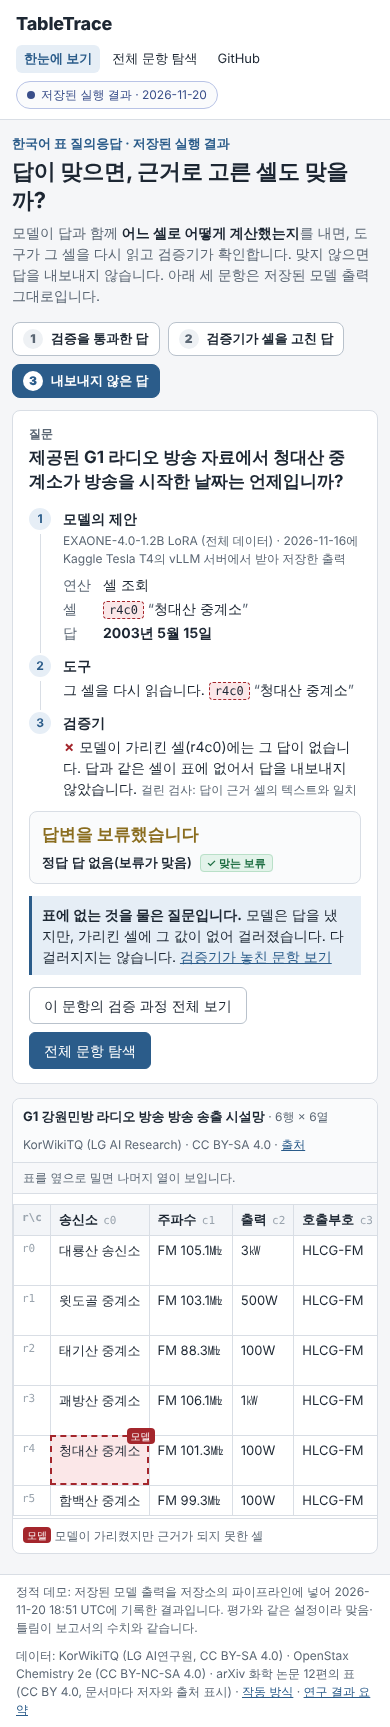 TableTrace
한눈에 보기 전체 문항 탐색 GitHub
저장된 실행 결과 · 2026-11-20
한국어 표 질의응답 · 저장된 실행 결과
답이 맞으면, 근거로 고른 셀도 맞을
까?
모델이 답과 함께 어느 셀로 어떻게 계산했는지를 내면, 도
구가 그 셀을 다시 읽고 검증기가 확인합니다. 맞지 않으면
답을 내보내지 않습니다. 아래 세 문항은 저장된 모델 출력
그대로입니다.
1 검증을 통과한 답 2 검증기가 셀을 고친 답
3 내보내지 않은 답
질문
제공된 G1 라디오 방송 자료에서 청대산 중
계소가 방송을 시작한 날짜는 언제입니까?
1 모델의 제안
EXAONE-4.0-1.2B LoRA (전체 데이터) · 2026-11-16에
Kaggle Tesla T4의 vLLM 서버에서 받아 저장한 출력
연산 셀 조회
셀 r4c0 “청대산 중계소”
답 2003년 5월 15일
2 도구
그 셀을 다시 읽습니다. r4c0 “청대산 중계소”
3 검증기
✕ 모델이 가리킨 셀(r4c0)에는 그 답이 없습니
다. 답과 같은 셀이 표에 없어서 답을 내보내지
않았습니다. 걸린 검사: 답이 근거 셀의 텍스트와 일치
답변을 보류했습니다
정답 답 없음(보류가 맞음) ✓ 맞는 보류
표에 없는 것을 물은 질문입니다. 모델은 답을 냈
지만, 가리킨 셀에 그 값이 없어 걸러졌습니다. 다
걸러지지는 않습니다. 검증기가 놓친 문항 보기
이 문항의 검증 과정 전체 보기
전체 문항 탐색
G1 강원민방 라디오 방송 방송 송출 시설망 · 6행 × 6열
KorWikiTQ (LG AI Research) · CC BY-SA 4.0 · 출처
표를 옆으로 밀면 나머지 열이 보입니다.
r\c 송신소 c0 주파수 c1 출력 c2 호출부호 c3
r0 대룡산 송신소 FM 105.1㎒ 3㎾ HLCG-FM
r1 윗도골 중계소 FM 103.1㎒ 500W HLCG-FM
r2 태기산 중계소 FM 88.3㎒ 100W HLCG-FM
r3 괘방산 중계소 FM 106.1㎒ 1㎾ HLCG-FM
모델
r4 청대산 중계소 FM 101.3㎒ 100W HLCG-FM
r5 함백산 중계소 FM 99.3㎒ 100W HLCG-FM
모델 모델이 가리켰지만 근거가 되지 못한 셀
정적 데모: 저장된 모델 출력을 저장소의 파이프라인에 넣어 2026-
11-20 18:51 UTC에 기록한 결과입니다. 평가와 같은 설정이라 맞음·
틀림이 보고서의 수치와 같습니다.
데이터: KorWikiTQ (LG AI연구원, CC BY-SA 4.0) · OpenStax
Chemistry 2e (CC BY-NC-SA 4.0) · arXiv 화학 논문 12편의 표
(CC BY 4.0, 문서마다 저자와 출처 표시) · 작동 방식 · 연구 결과 요
약